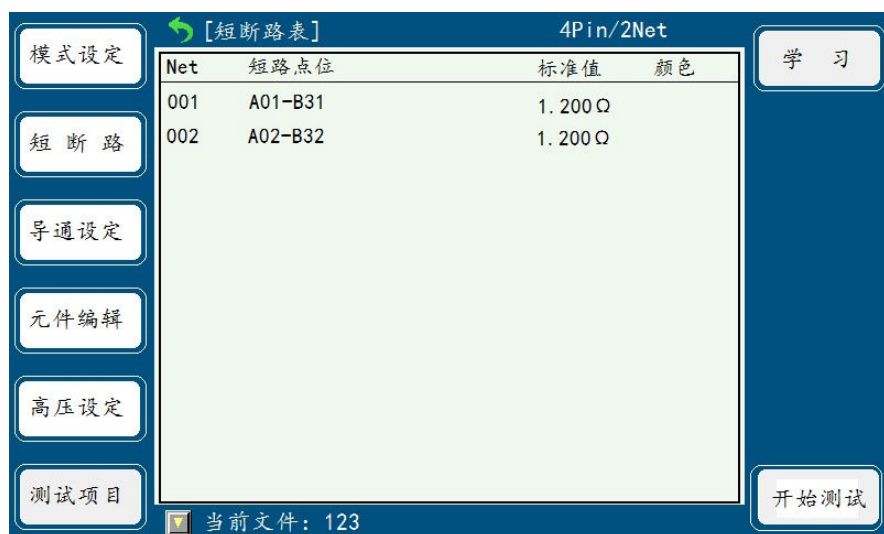 [短断路表] 4Pin/2Net
模式设定
短 断 路
导通设定
元件编辑
高压设定
测试项目
Net 短路点位 标准值 颜色
001 A01-B31 1.200Ω
002 A02-B32 1.200Ω
学 习
开始测试
当前文件: 123